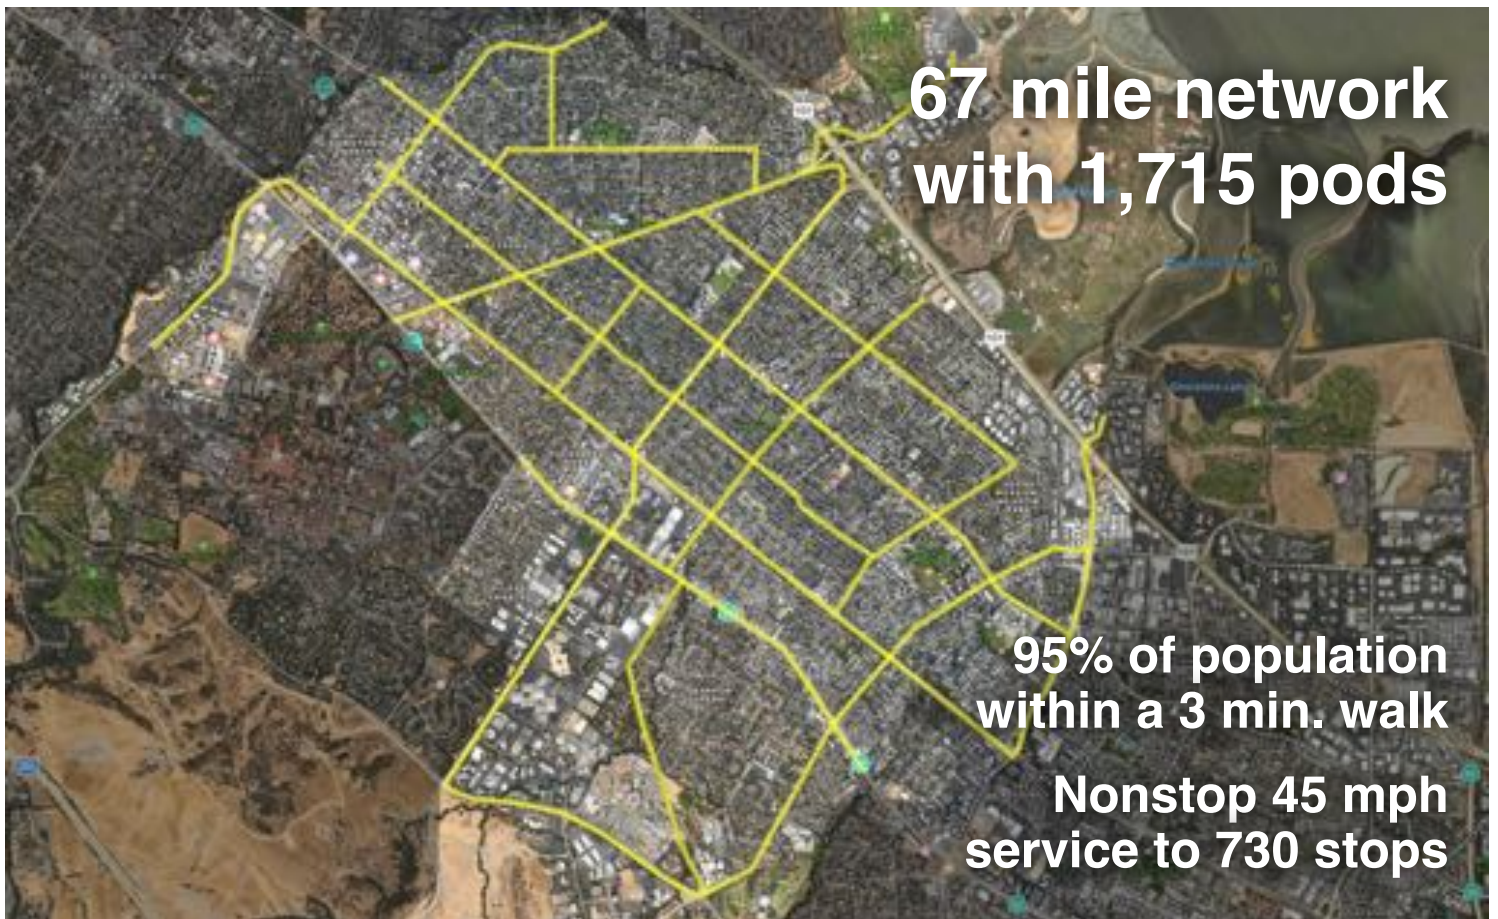 67 mile network
with 1,715 pods
95% of population
within a 3 min. walk
Nonstop 45 mph
service to 730 stops